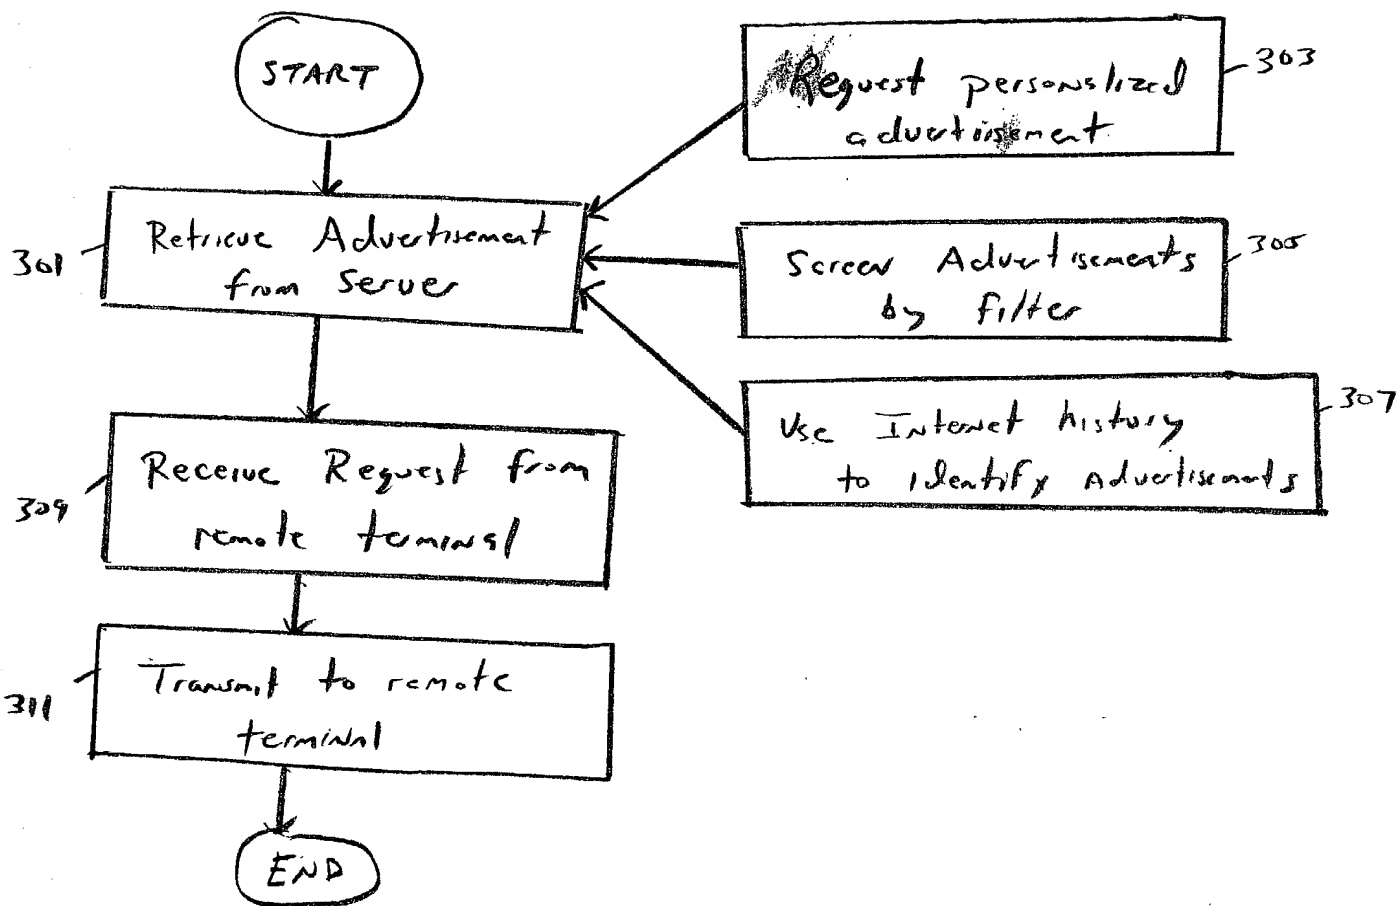 START
301
Retrieve Advertisement
from Server
303
Request personalized
advertisement
305
Screen Advertisements
by filter
307
Use Internet history
to identify Advertisements
309
Receive Request from
remote terminal
311
Transmit to remote
terminal
END